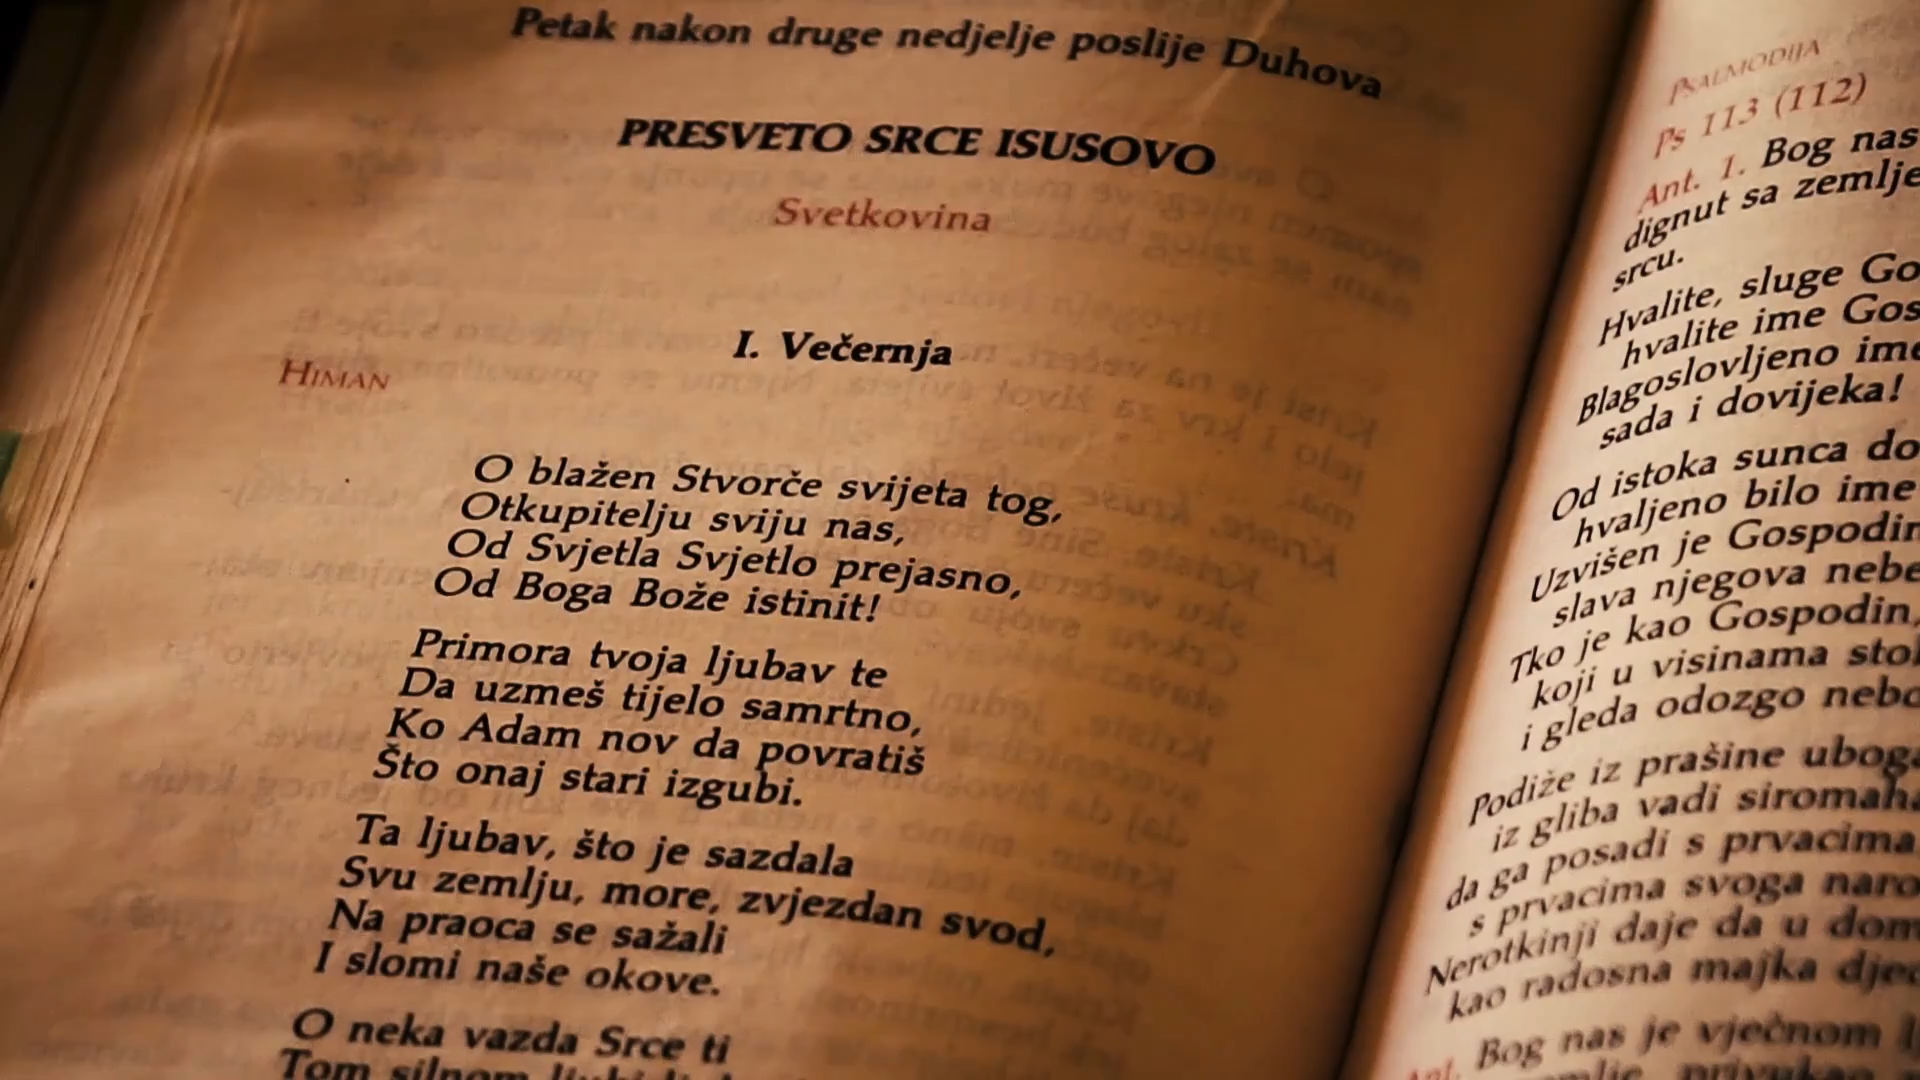 Petak nakon druge nedjelje poslije Duhova
PRESVETO SRCE ISUSOVO
Svetkovina
I. Večernja
HIMAN
O blažen Stvorče svijeta tog,
Otkupitelju sviju nas,
Od Svjetla Svjetlo prejasno,
Od Boga Bože istinit!
Primora tvoja ljubav te
Da uzmeš tijelo samrtno,
Ko Adam nov da povratiš
Što onaj stari izgubi.
Ta ljubav, što je sazdala
Svu zemlju, more, zvjezdan svod,
Na praoca se sažali
I slomi naše okove.
O neka vazda Srce ti
Tom silnom
PSALMODIJA
Ps 113 (112)
Ant. 1. Bog nas
dignut sa zemlje
srcu.
Hvalite, sluge Go
hvalite ime Gos
Blagoslovljeno ime
sada i dovijeka!
Od istoka sunca do
hvaljeno bilo ime
Uzvišen je Gospodin
slava njegova nebe
Tko je kao Gospodin,
koji u visinama stol
i gleda odozgo nebo
Podiže iz prašine uboga
iz gliba vadi siromaha
da ga posadi s prvacima
s prvacima svoga naro
Nerotkinji daje da u dom
kao radosna majka djec
Ant. Bog nas je vječnom l